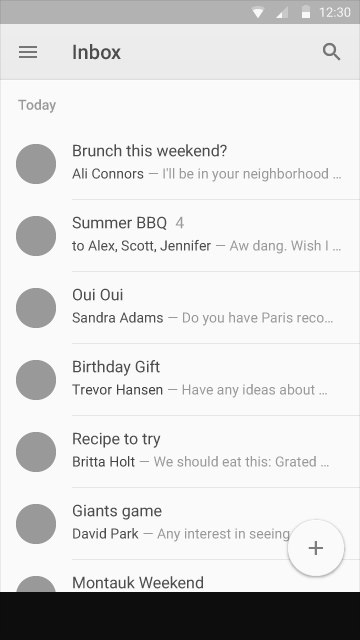 12:30
Inbox
Today
Brunch this weekend?
Ali Connors — I'll be in your neighborhood ...
Summer BBQ 4
to Alex, Scott, Jennifer — Aw dang. Wish I ...
Oui Oui
Sandra Adams — Do you have Paris reco...
Birthday Gift
Trevor Hansen — Have any ideas about ...
Recipe to try
Britta Holt — We should eat this: Grated ...
Giants game
David Park — Any interest in seeing
Montauk Weekend